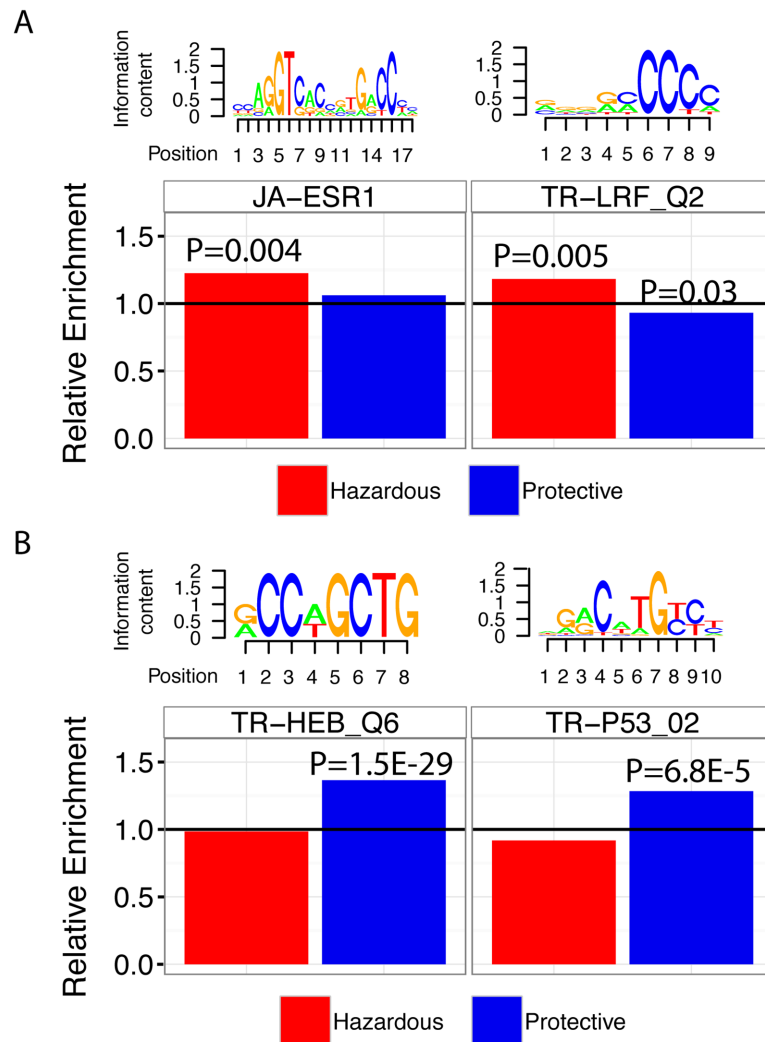 A
Information content
2
1.5
1
0.5
0
2
1.5
1
0.5
0
Position
1 3 5 7 9 11 14 17
1 2 3 4 5 6 7 8 9
JA-ESR1
TR-LRF_Q2
Relative Enrichment
1.5
1.0
0.5
0.0
P=0.004
P=0.005
P=0.03
Hazardous
Protective
B
Information content
2
1.5
1
0.5
0
2
1.5
1
0.5
0
GCCAGCTG
Position
1 2 3 4 5 6 7 8
1 2 3 4 5 6 7 8 9 10
TR-HEB_Q6
TR-P53_02
Relative Enrichment
1.5
1.0
0.5
0.0
P=1.5E-29
P=6.8E-5
Hazardous
Protective